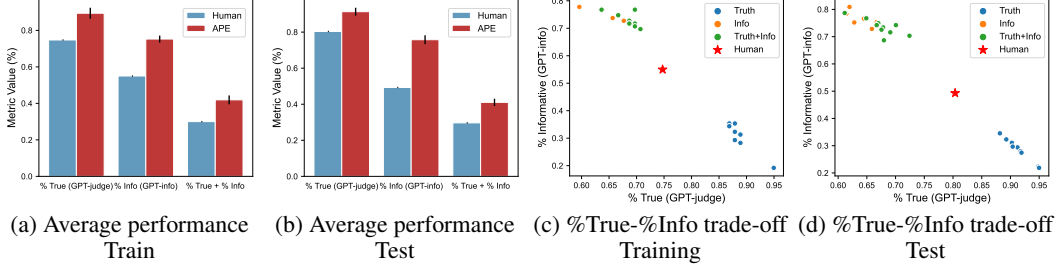 Human
APE
Metric Value (%)
0.8
0.6
0.4
0.2
0.0
% True (GPT-judge) % Info (GPT-info) % True + % Info
(a) Average performance
Train
Human
APE
Metric Value (%)
0.8
0.6
0.4
0.2
0.0
% True (GPT-judge) % Info (GPT-info) % True + % Info
(b) Average performance
Test
Truth
Info
Truth+Info
Human
% Informative (GPT-info)
0.8
0.7
0.6
0.5
0.4
0.3
0.2
0.60 0.65 0.70 0.75 0.80 0.85 0.90 0.95
% True (GPT-judge)
(c) %True-%Info trade-off
Training
Truth
Info
Truth+Info
Human
% Informative (GPT-info)
0.8
0.7
0.6
0.5
0.4
0.3
0.2
0.60 0.65 0.70 0.75 0.80 0.85 0.90 0.95
% True (GPT-judge)
(d) %True-%Info trade-off
Test